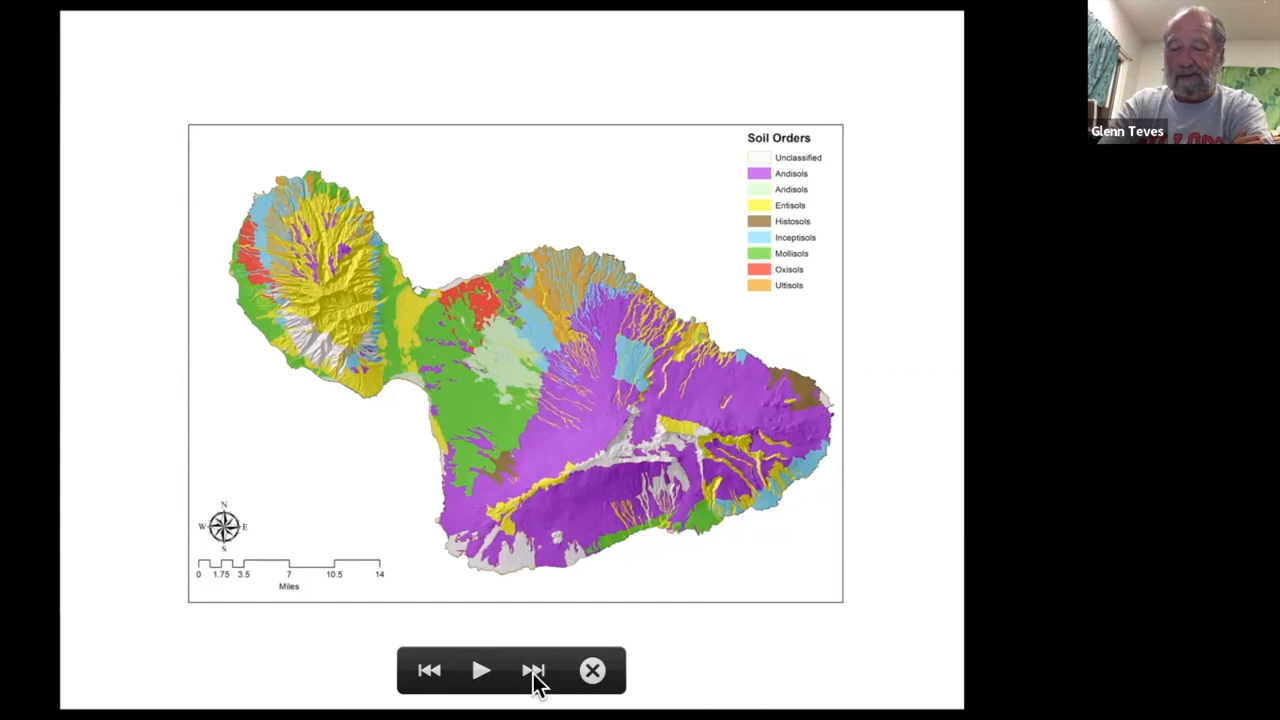 Soil Orders
Unclassified
Andisols
Aridisols
Entisols
Histosols
Inceptisols
Mollisols
Oxisols
Ultisols
N
W E
S
0 1.75 3.5 7 10.5 14
Miles
Glenn Teves